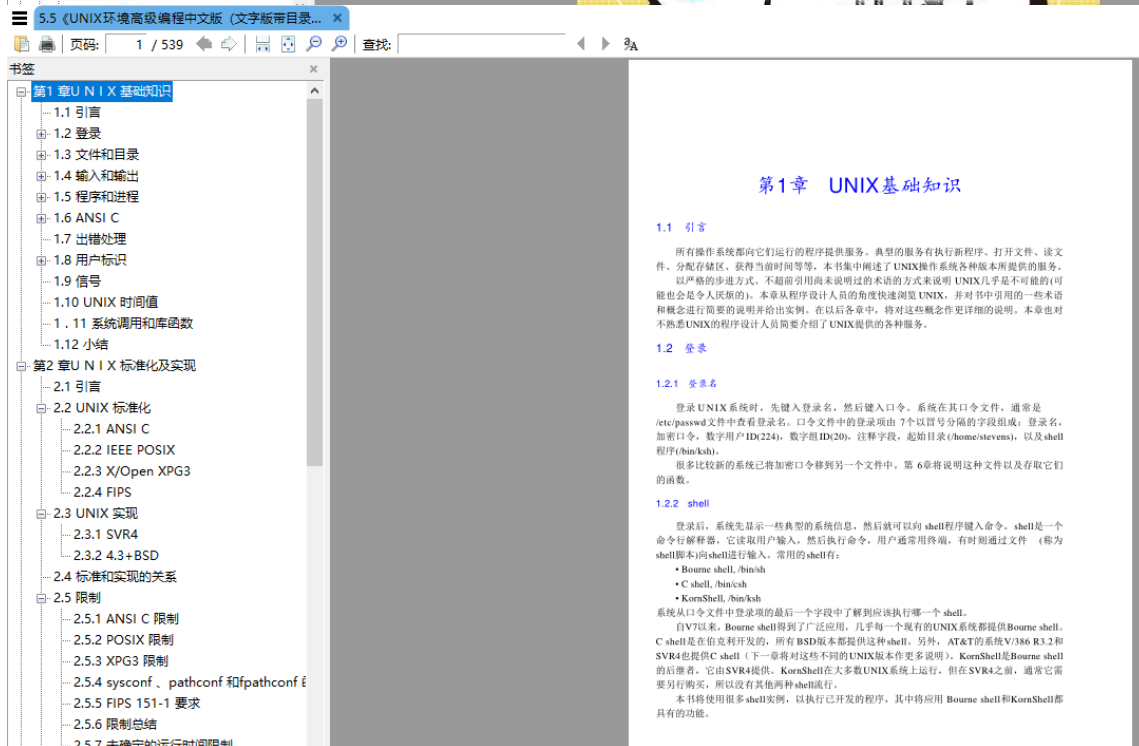 5.5《UNIX环境高级编程中文版（文字版带目录...
页码: 1 / 539 查找:
书签
第1 章U N I X 基础知识
1.1 引言
1.2 登录
1.3 文件和目录
1.4 输入和输出
1.5 程序和进程
1.6 ANSI C
1.7 出错处理
1.8 用户标识
1.9 信号
1.10 UNIX 时间值
1 . 11 系统调用和库函数
1.12 小结
第2 章U N I X 标准化及实现
2.1 引言
2.2 UNIX 标准化
2.2.1 ANSI C
2.2.2 IEEE POSIX
2.2.3 X/Open XPG3
2.2.4 FIPS
2.3 UNIX 实现
2.3.1 SVR4
2.3.2 4.3+BSD
2.4 标准和实现的关系
2.5 限制
2.5.1 ANSI C 限制
2.5.2 POSIX 限制
2.5.3 XPG3 限制
2.5.4 sysconf 、pathconf 和fpathconf
2.5.5 FIPS 151-1 要求
2.5.6 限制总结
2.5.7 未确定的运行时间限制
第1章 UNIX基础知识
1.1 引言
所有操作系统都向它们运行的程序提供服务。典型的服务有执行新程序、打开文件、读文
件、分配存储区、获得当前时间等等，本书集中阐述了UNIX操作系统各种版本所提供的服务。
以严格的步进方式、不超前引用尚未说明过的术语的方式来说明 UNIX几乎是不可能的(可
能也会是令人厌烦的)。本章从程序设计人员的角度快速浏览 UNIX，并对书中引用的一些术语
和概念进行简要的说明并给出实例。在以后各章中，将对这些概念作更详细的说明。本章也对
不熟悉UNIX的程序设计人员简要介绍了UNIX提供的各种服务。
1.2 登录
1.2.1 登录名
登录UNIX系统时，先键入登录名，然后键入口令。系统在其口令文件，通常是
/etc/passwd文件中查看登录名。口令文件中的登录项由 7个以冒号分隔的字段组成：登录名，
加密口令，数字用户ID(224)，数字组ID(20)，注释字段，起始目录(/home/stevens)，以及shell
程序(/bin/ksh)。
很多比较新的系统已将加密口令移到另一个文件中。第 6章将说明这种文件以及存取它们
的函数。
1.2.2 shell
登录后，系统先显示一些典型的系统信息，然后就可以向 shell程序键入命令。shell是一个
命令行解释器，它读取用户输入，然后执行命令，用户通常用终端，有时则通过文件 (称为
shell脚本)向shell进行输入。常用的shell有:
• Bourne shell, /bin/sh
• C shell, /bin/csh
• KornShell, /bin/ksh
系统从口令文件中登录项的最后一个字段中了解到应该执行哪一个 shell。
自V7以来，Bourne shell得到了广泛应用，几乎每一个现有的UNIX系统都提供Bourne shell。
C shell是在伯克利开发的，所有 BSD版本都提供这种shell。另外，AT&T的系统V/386 R3.2和
SVR4也提供C shell（下一章将对这些不同的UNIX版本作更多说明）。KornShell是Bourne shell
的后继者，它由SVR4提供。KornShell在大多数UNIX系统上运行，但在SVR4之前，通常它需
要另行购买，所以没有其他两种shell流行。
本书将使用很多shell实例，以执行已开发的程序，其中将应用 Bourne shell和KornShell都
具有的功能。